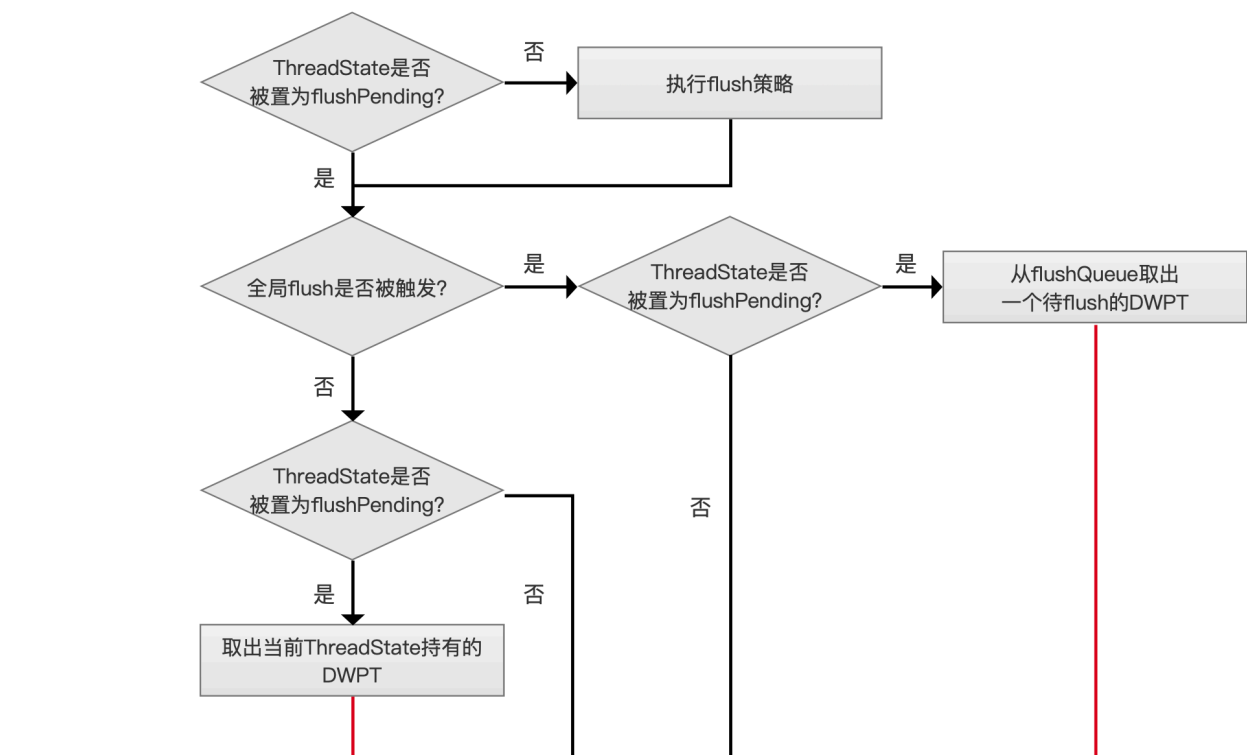 ThreadState是否
被置为flushPending?
否
执行flush策略
是
全局flush是否被触发?
是
ThreadState是否
被置为flushPending?
是
从flushQueue取出
一个待flush的DWPT
否
ThreadState是否
被置为flushPending?
否
是
否
取出当前ThreadState持有的
DWPT